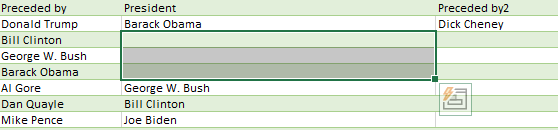 Preceded by President Preceded by2
Donald Trump Barack Obama Dick Cheney
Bill Clinton
George W. Bush
Barack Obama
Al Gore George W. Bush
Dan Quayle Bill Clinton
Mike Pence Joe Biden